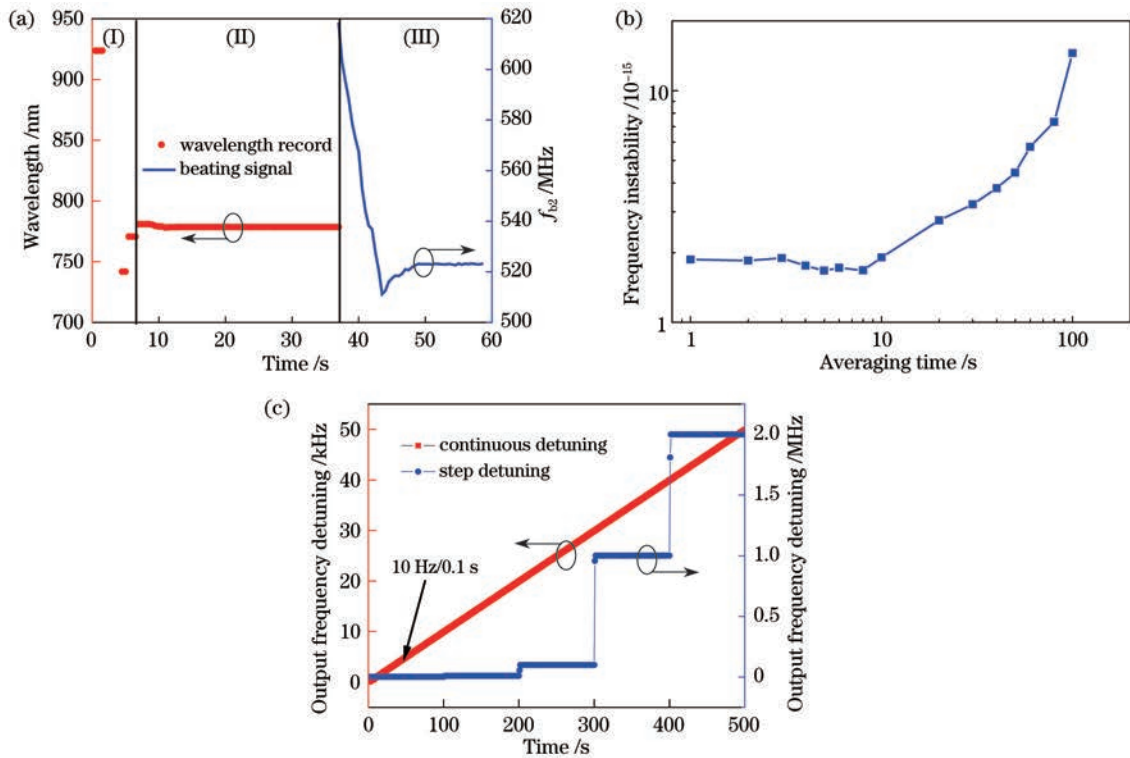 (a)
950
900
850
800
750
700
Wavelength /nm
(I)
(II)
(III)
wavelength record
beating signal
0
10
20
30
40
50
60
Time /s
620
600
580
560
540
520
500
f_b2 /MHz
(b)
10
1
Frequency instability /10⁻¹⁵
1
10
100
Averaging time /s
(c)
50
40
30
20
10
0
Output frequency detuning /kHz
continuous detuning
step detuning
10 Hz/0.1 s
0
100
200
300
400
500
Time /s
2.0
1.5
1.0
0.5
0
Output frequency detuning /MHz